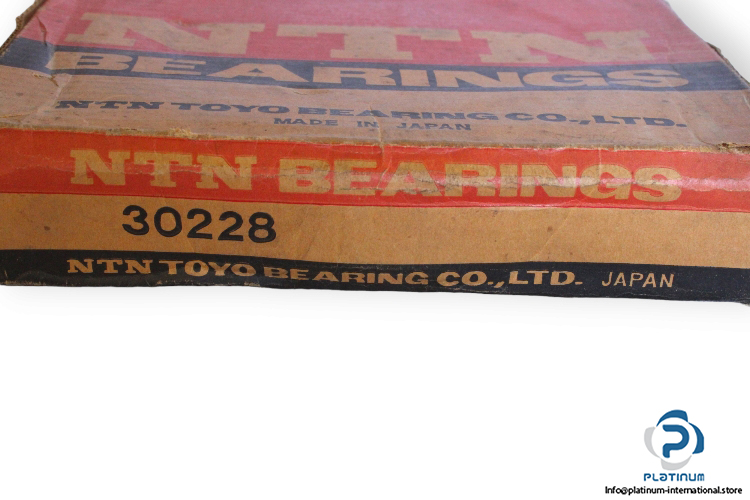 NTN
BEARINGS
NTN TOYO BEARING CO.,LTD.
MADE IN JAPAN
NTN BEARINGS
30228
NTN TOYO BEARING CO.,LTD. JAPAN
PLATINUM
Info@platinum-international.store